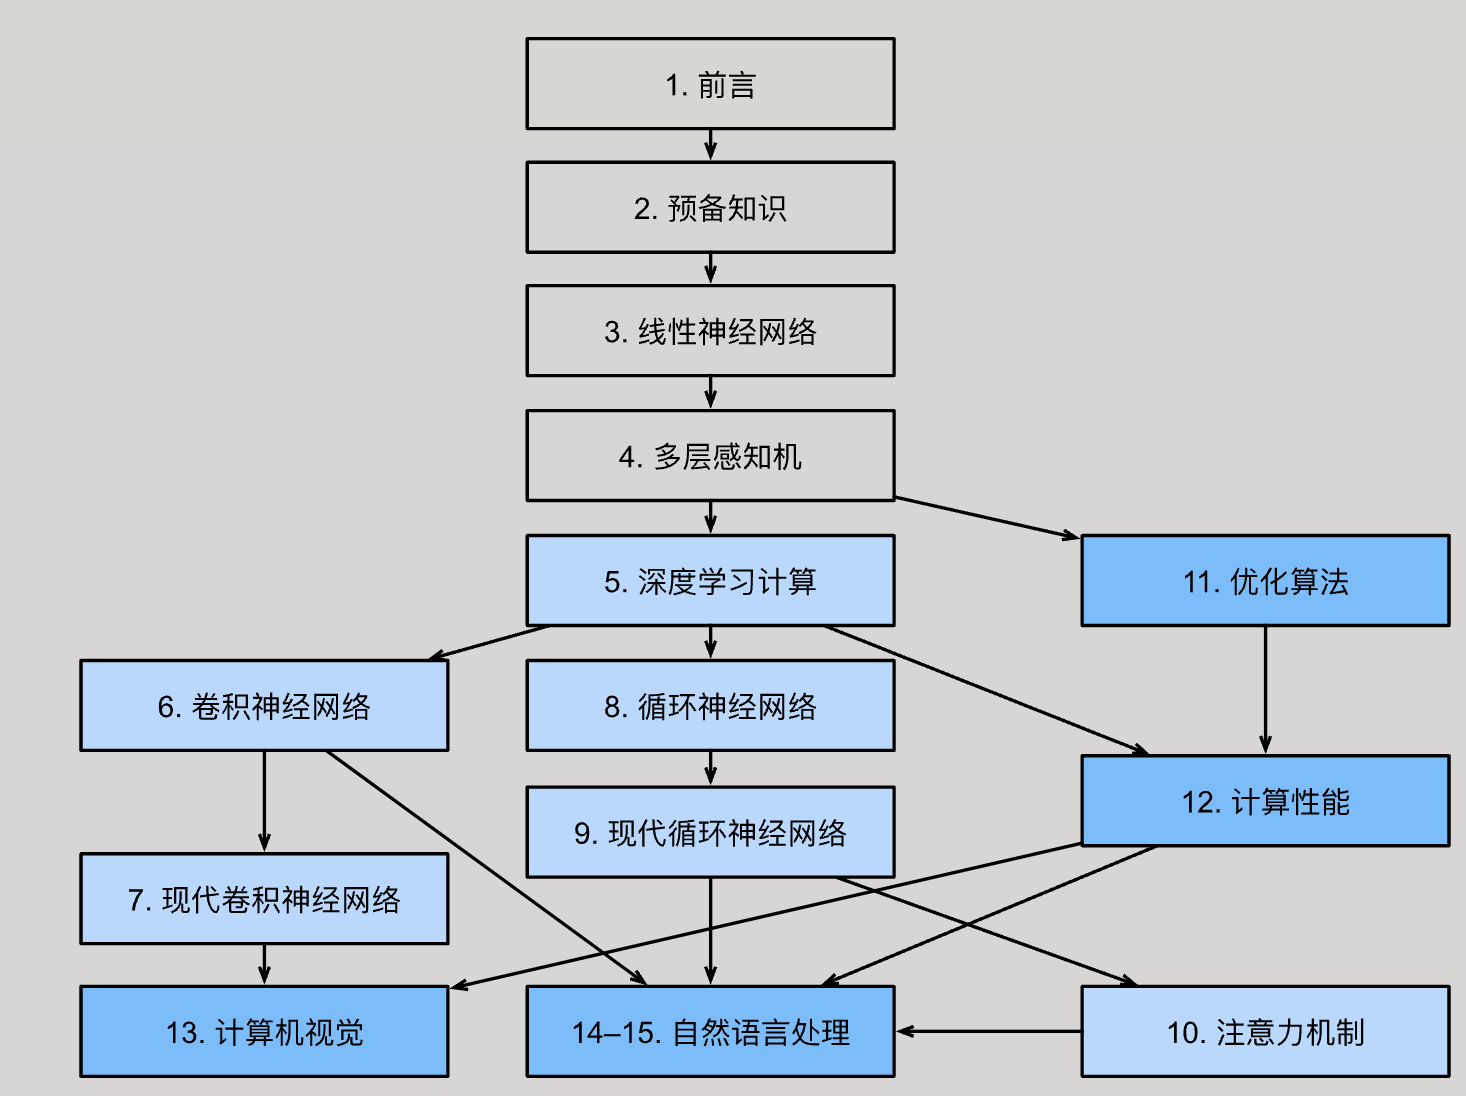 1. 前言
2. 预备知识
3. 线性神经网络
4. 多层感知机
5. 深度学习计算
11. 优化算法
6. 卷积神经网络
8. 循环神经网络
12. 计算性能
9. 现代循环神经网络
7. 现代卷积神经网络
13. 计算机视觉
14–15. 自然语言处理
10. 注意力机制